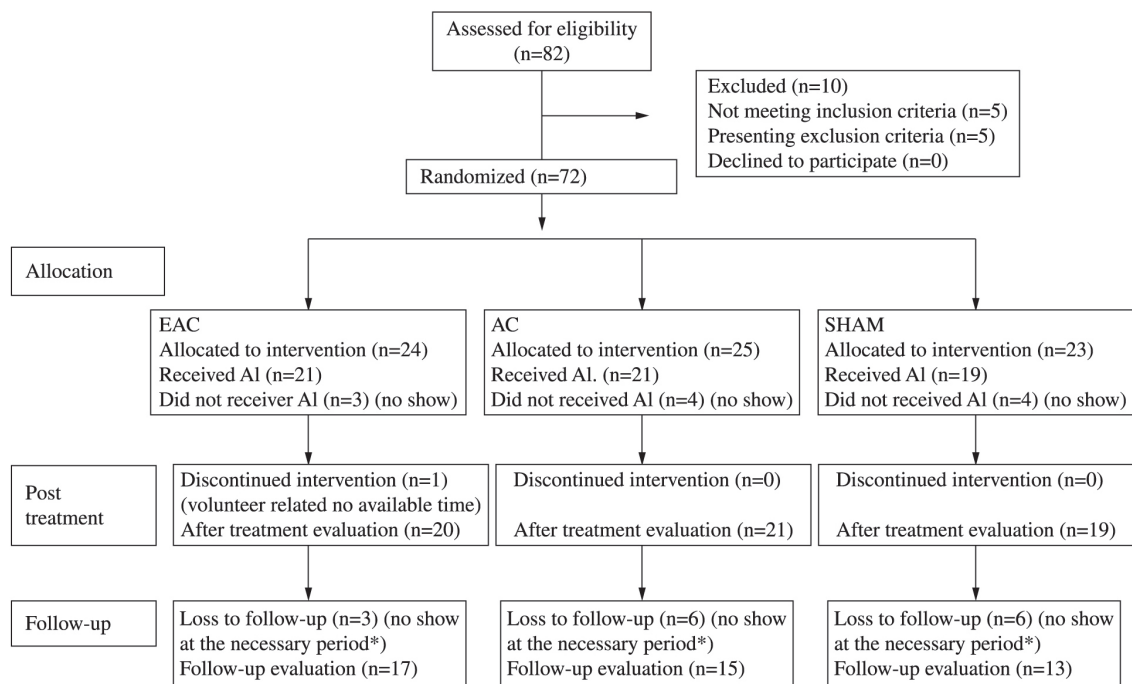 Assessed for eligibility
(n=82)
Excluded (n=10)
Not meeting inclusion criteria (n=5)
Presenting exclusion criteria (n=5)
Declined to participate (n=0)
Randomized (n=72)
Allocation
EAC
Allocated to intervention (n=24)
Received Al (n=21)
Did not receiver Al (n=3) (no show)
AC
Allocated to intervention (n=25)
Received Al. (n=21)
Did not received Al (n=4) (no show)
SHAM
Allocated to intervention (n=23)
Received Al (n=19)
Did not received Al (n=4) (no show)
Post
treatment
Discontinued intervention (n=1)
(volunteer related no available time)
After treatment evaluation (n=20)
Discontinued intervention (n=0)
After treatment evaluation (n=21)
Discontinued intervention (n=0)
After treatment evaluation (n=19)
Follow-up
Loss to follow-up (n=3) (no show
at the necessary period*)
Follow-up evaluation (n=17)
Loss to follow-up (n=6) (no show
at the necessary period*)
Follow-up evaluation (n=15)
Loss to follow-up (n=6) (no show
at the necessary period*)
Follow-up evaluation (n=13)